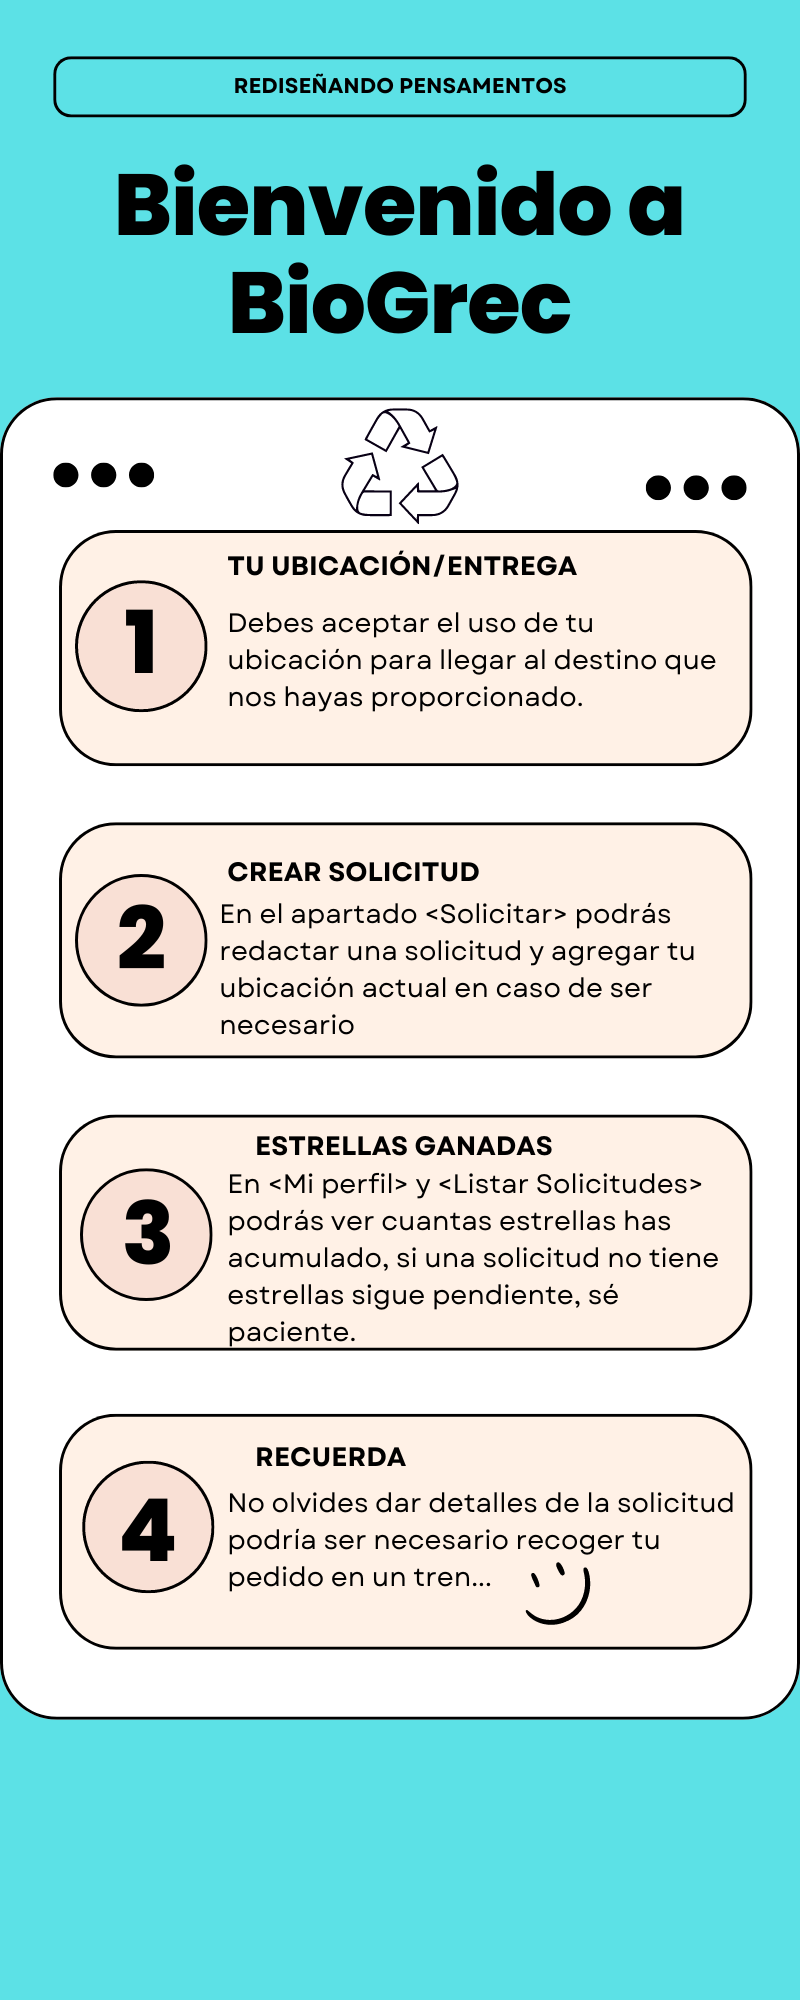 REDISEÑANDO PENSAMENTOS
Bienvenido a
BioGrec
TU UBICACIÓN/ENTREGA
1
Debes aceptar el uso de tu
ubicación para llegar al destino que
nos hayas proporcionado.
CREAR SOLICITUD
2
En el apartado <Solicitar> podrás
redactar una solicitud y agregar tu
ubicación actual en caso de ser
necesario
ESTRELLAS GANADAS
3
En <Mi perfil> y <Listar Solicitudes>
podrás ver cuantas estrellas has
acumulado, si una solicitud no tiene
estrellas sigue pendiente, sé
paciente.
RECUERDA
4
No olvides dar detalles de la solicitud
podría ser necesario recoger tu
pedido en un tren...